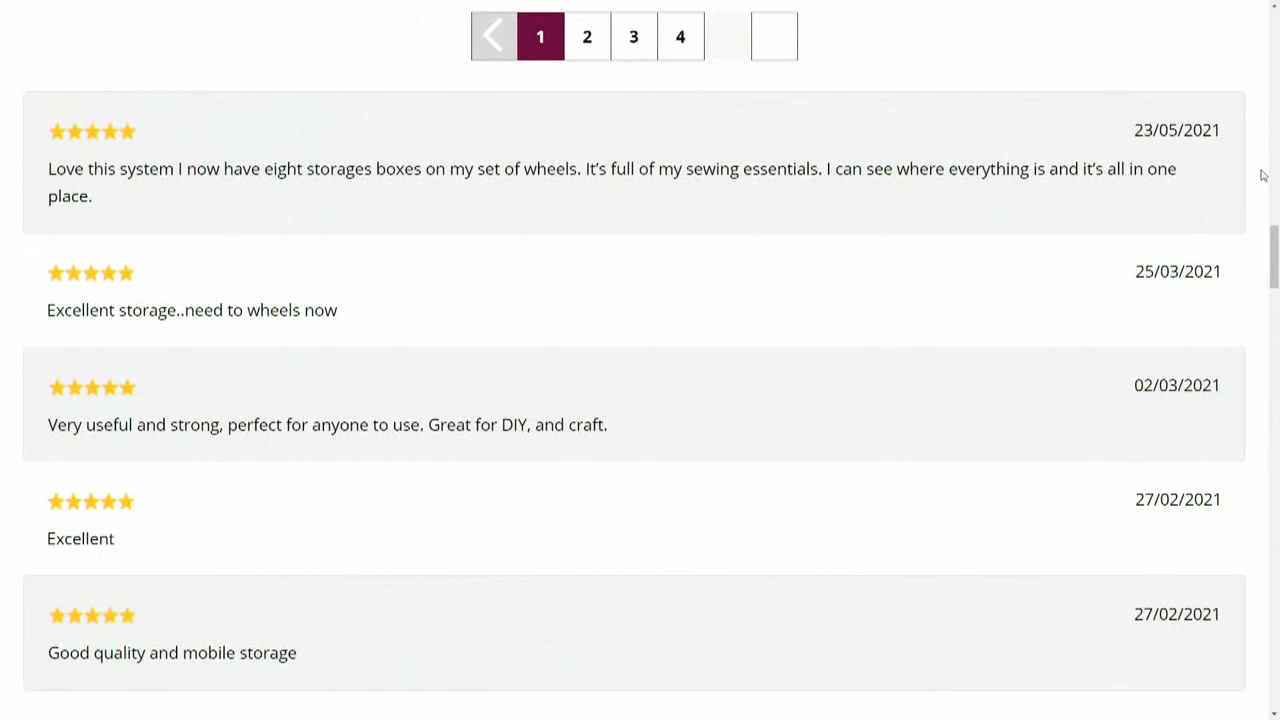 1 2 3 4
23/05/2021
Love this system I now have eight storages boxes on my set of wheels. It’s full of my sewing essentials. I can see where everything is and it’s all in one
place.
25/03/2021
Excellent storage..need to wheels now
02/03/2021
Very useful and strong, perfect for anyone to use. Great for DIY, and craft.
27/02/2021
Excellent
27/02/2021
Good quality and mobile storage